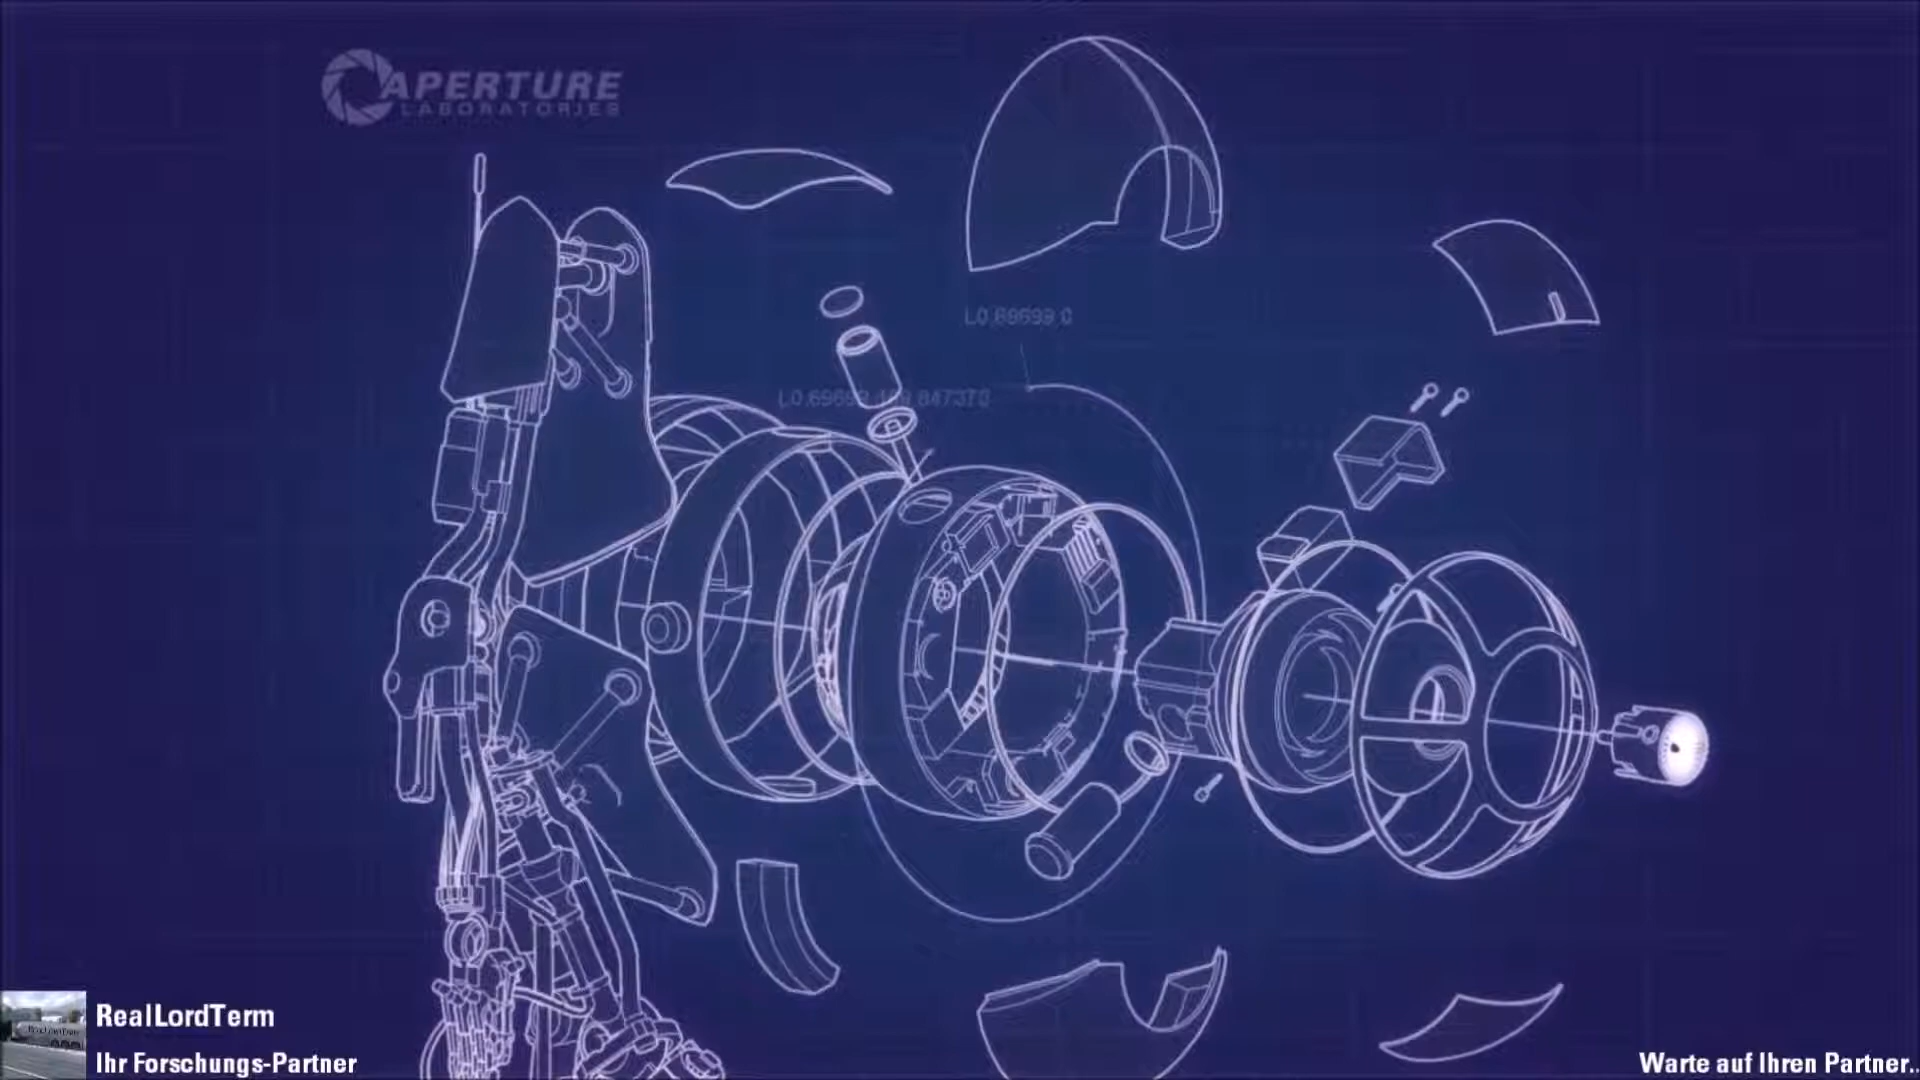 APERTURE
LABORATORIES
RealLordTerm
Ihr Forschungs-Partner
Warte auf Ihren Partner..